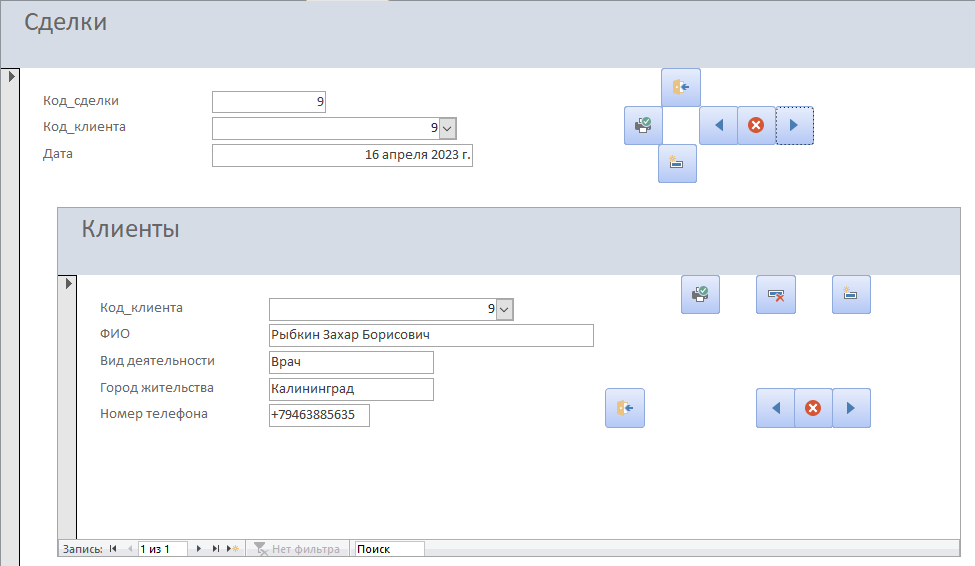 Сделки
Код_сделки 9
Код_клиента 9
Дата 16 апреля 2023 г.
Клиенты
Код_клиента 9
ФИО Рыбкин Захар Борисович
Вид деятельности Врач
Город жительства Калининград
Номер телефона +79463885635
Запись: 1 из 1 Нет фильтра Поиск